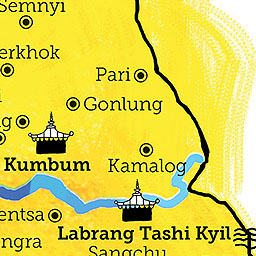 Semnyi
erkhok
Pari
Gonlung
g
Kumbum
Kamalog
entsa
Labrang Tashi Kyil
ngra
Sangchu